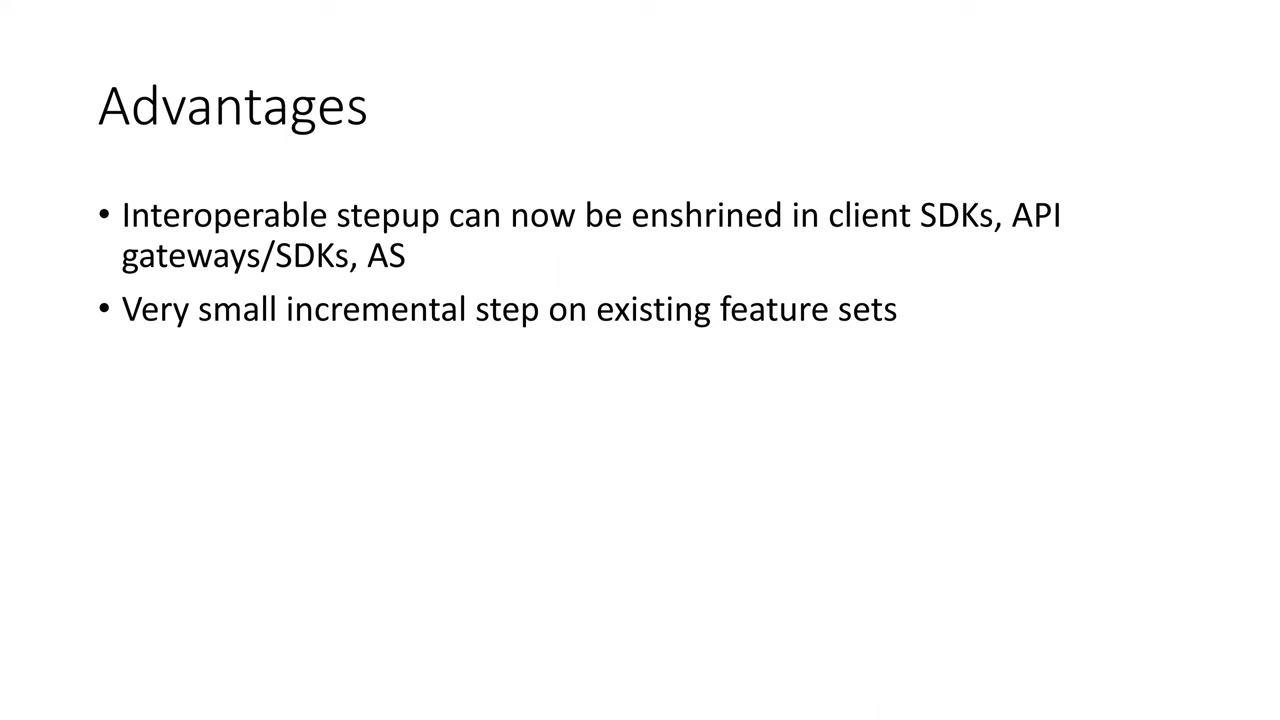 Advantages
• Interoperable stepup can now be enshrined in client SDKs, API
gateways/SDKs, AS
• Very small incremental step on existing feature sets